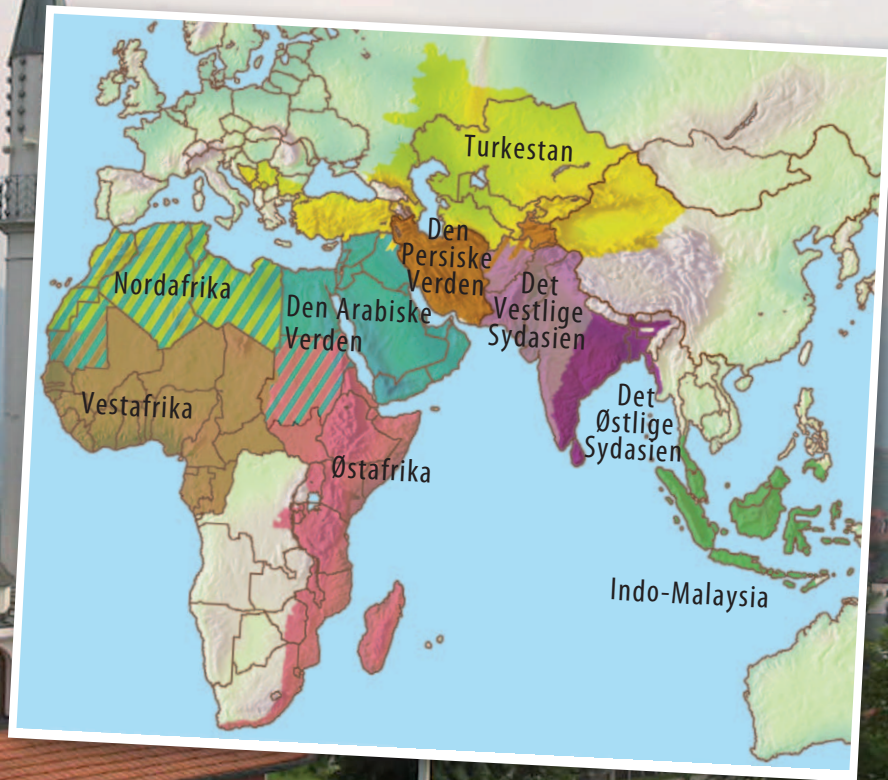 Turkestan
Den
Persiske
Verden
Nordafrika
Den Arabiske
Verden
Det
Vestlige
Sydasien
Vestafrika
Det
Østlige
Sydasien
Østafrika
Indo-Malaysia